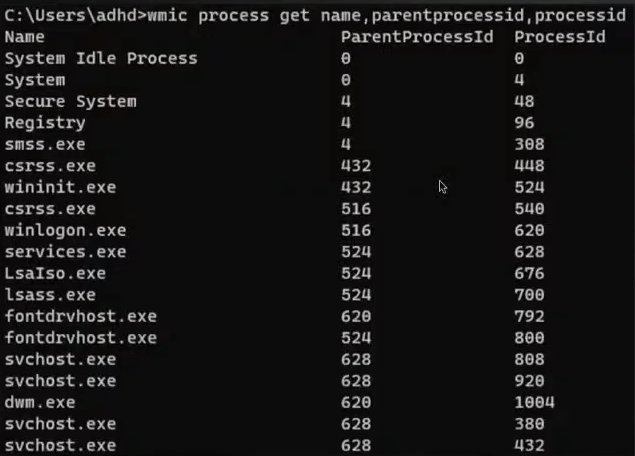 C:\Users\adhd>wmic process get name,parentprocessid,processid
Name ParentProcessId ProcessId
System Idle Process 0 0
System 0 4
Secure System 4 48
Registry 4 96
smss.exe 4 308
csrss.exe 432 448
wininit.exe 432 524
csrss.exe 516 540
winlogon.exe 516 620
services.exe 524 628
LsaIso.exe 524 676
lsass.exe 524 700
fontdrvhost.exe 620 792
fontdrvhost.exe 524 800
svchost.exe 628 808
svchost.exe 628 920
dwm.exe 620 1004
svchost.exe 628 380
svchost.exe 628 432